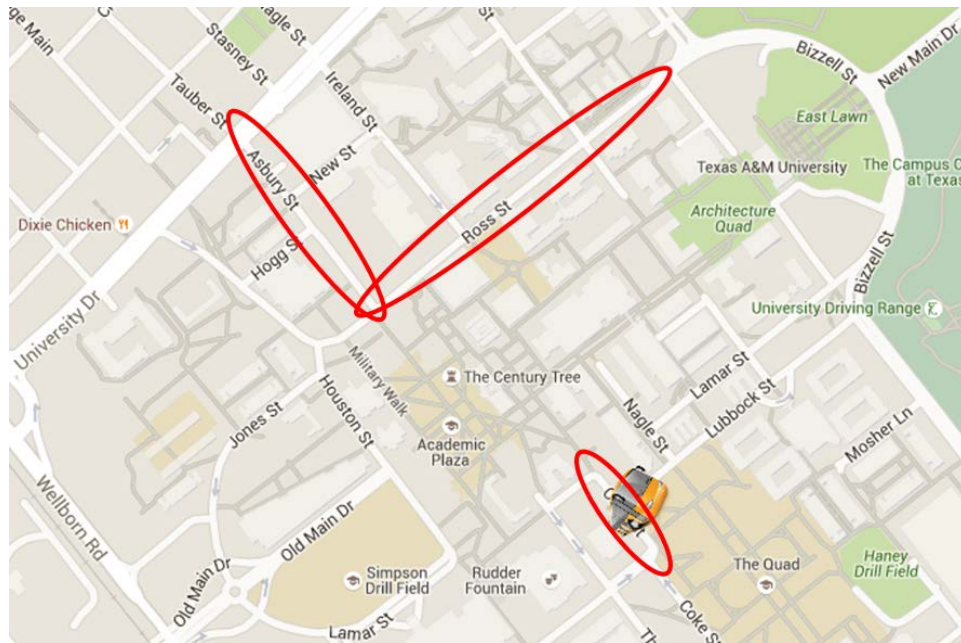 ge Main
Nagle St
Stasney St
Tauber St
Ireland St
Bizzell St
New Main Dr
East Lawn
Asbury St
New St
Texas A&M University
The Campus C
at Texas
Dixie Chicken
Architecture
Quad
Ross St
Hogg St
Bizzell St
University Dr
University Driving Range
Military Walk
The Century Tree
Lamar St
Houston St
Nagle St
Lubbock St
Jones St
Academic
Plaza
Mosher Ln
Wellborn Rd
Old Main Dr
The Quad
Haney
Drill Field
Old Main Dr
Simpson
Drill Field
Rudder
Fountain
Coke St
Lamar St
Th